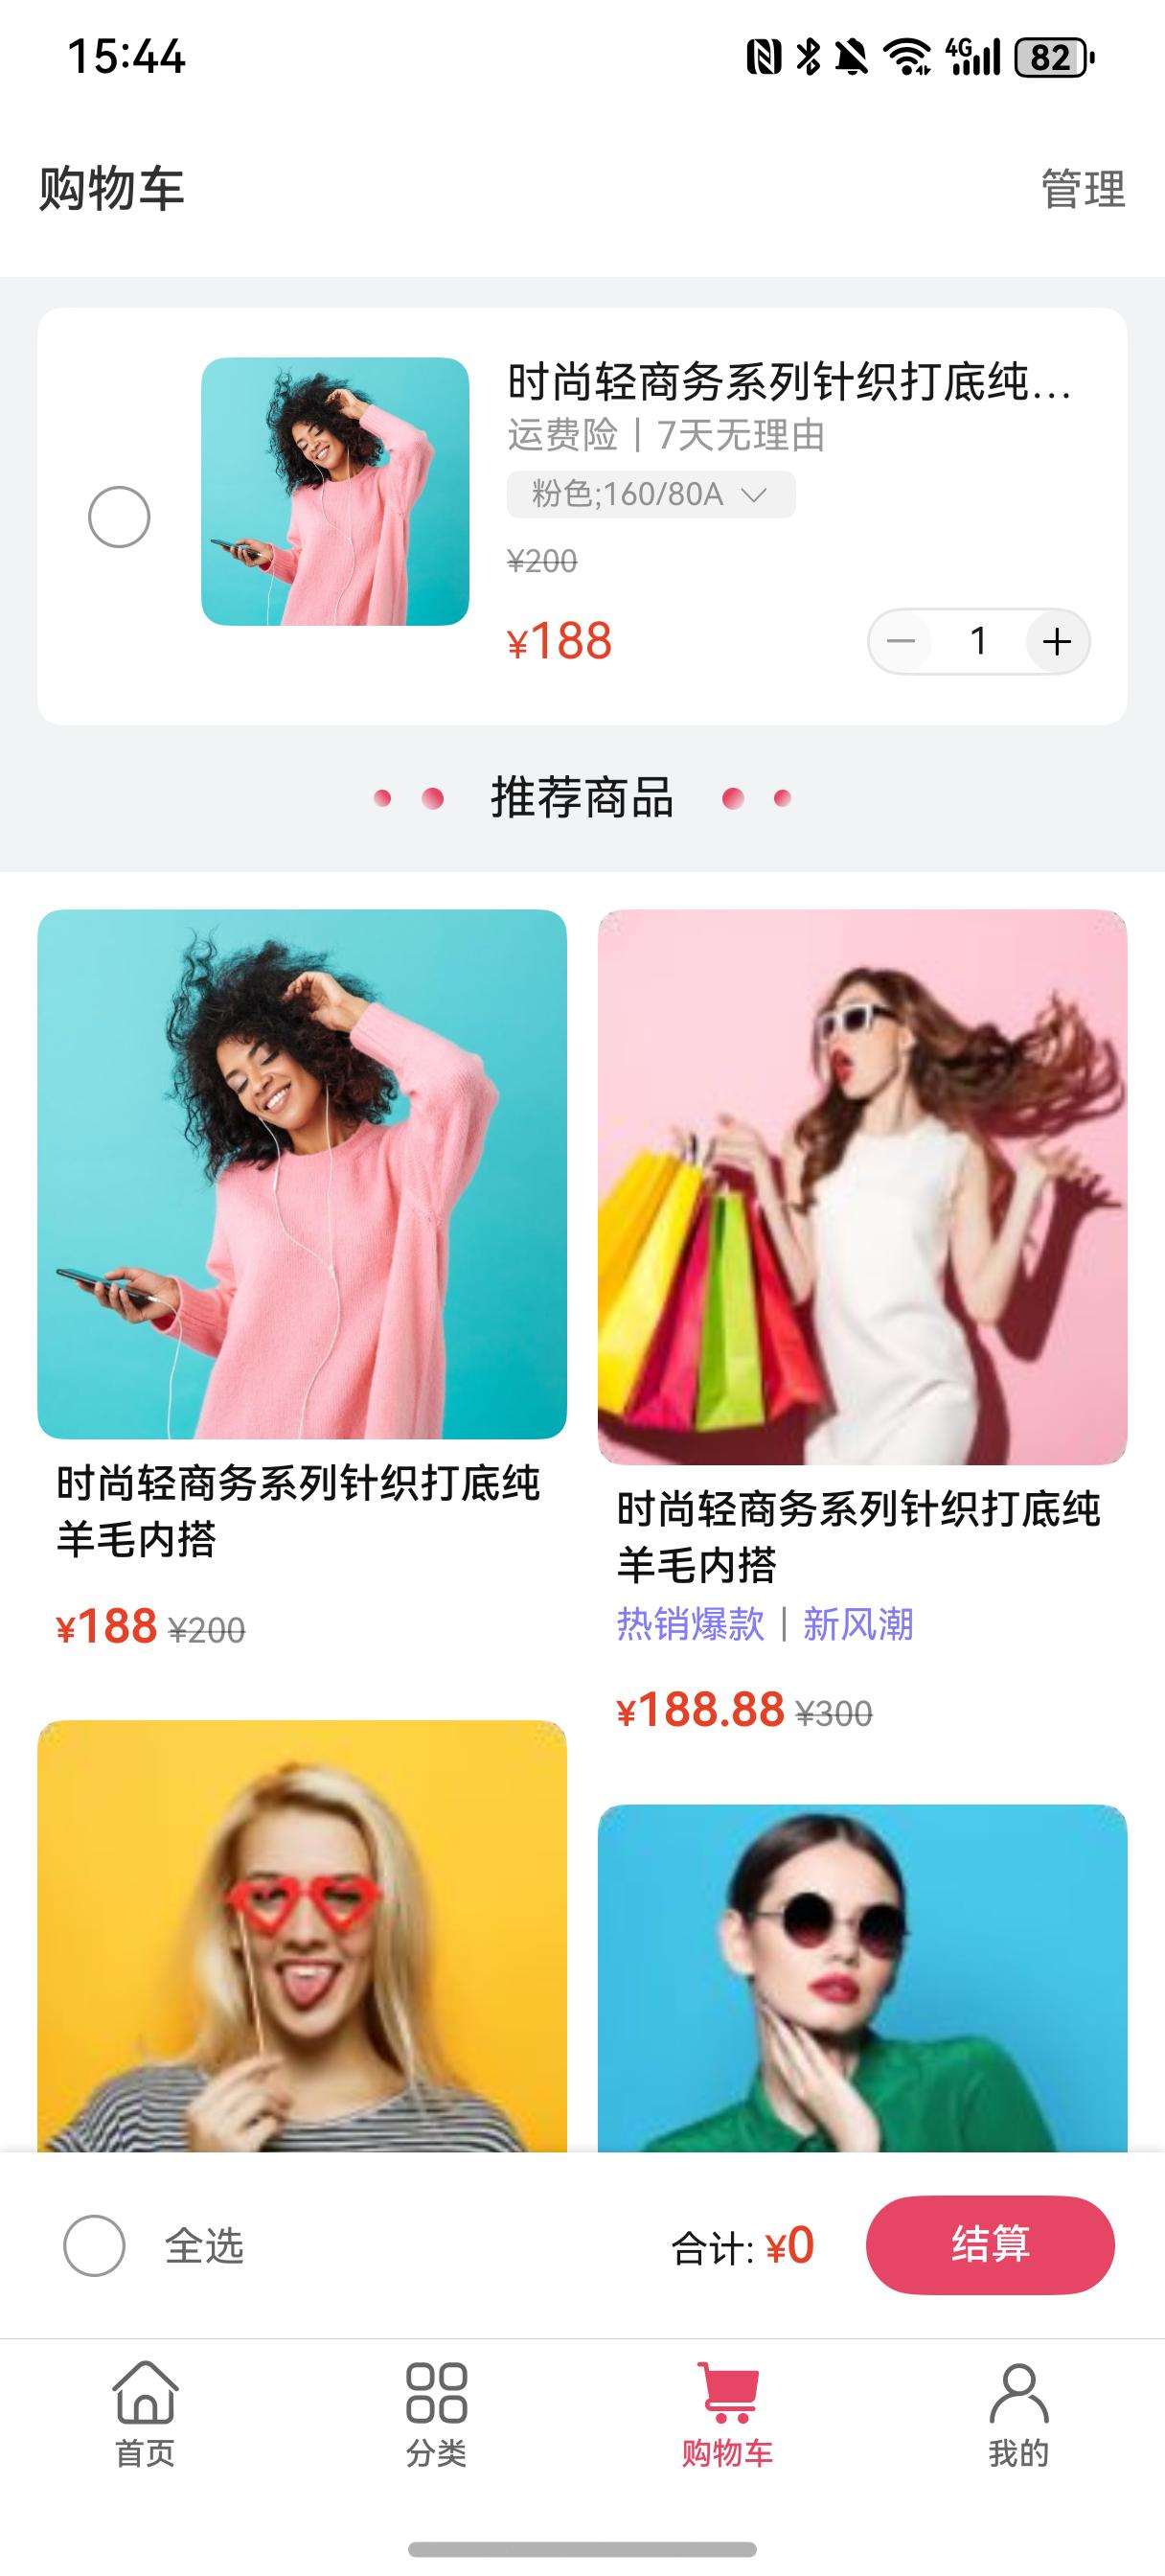 15:44
4G 82
购物车
管理
时尚轻商务系列针织打底纯...
运费险 | 7天无理由
粉色;160/80A
¥200
¥188
1
推荐商品
时尚轻商务系列针织打底纯
羊毛内搭
¥188 ¥200
时尚轻商务系列针织打底纯
羊毛内搭
热销爆款 | 新风潮
¥188.88 ¥300
全选
合计: ¥0
结算
首页
分类
购物车
我的